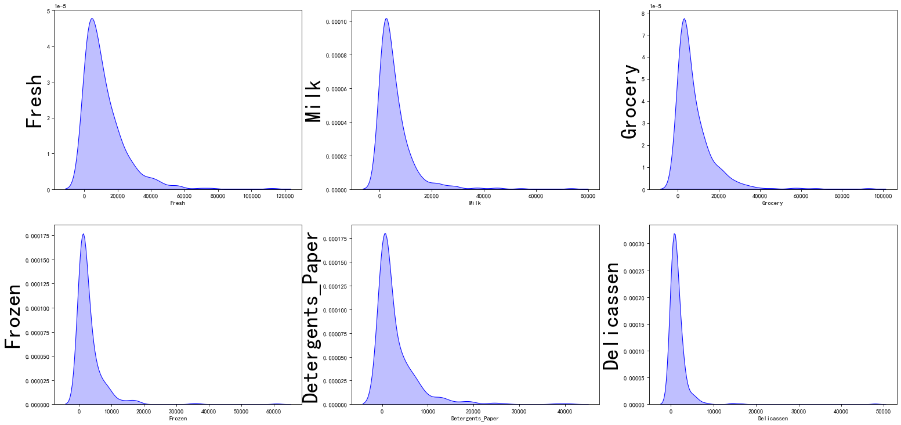 1e-5
5
4
3
2
1
0
Fresh
0 20000 40000 60000 80000 100000 120000
Fresh
0.00010
0.00008
0.00006
0.00004
0.00002
0.00000
Milk
0 20000 40000 60000 80000
Milk
1e-5
8
7
6
5
4
3
2
1
0
Grocery
0 20000 40000 60000 80000 100000
Grocery
0.000175
0.000150
0.000125
0.000100
0.000075
0.000050
0.000025
0.000000
Frozen
0 10000 20000 30000 40000 50000 60000
Frozen
0.000175
0.000150
0.000125
0.000100
0.000075
0.000050
0.000025
0.000000
Detergents_Paper
0 10000 20000 30000 40000
Detergents_Paper
0.00030
0.00025
0.00020
0.00015
0.00010
0.00005
0.00000
Delicassen
0 10000 20000 30000 40000 50000
Delicassen